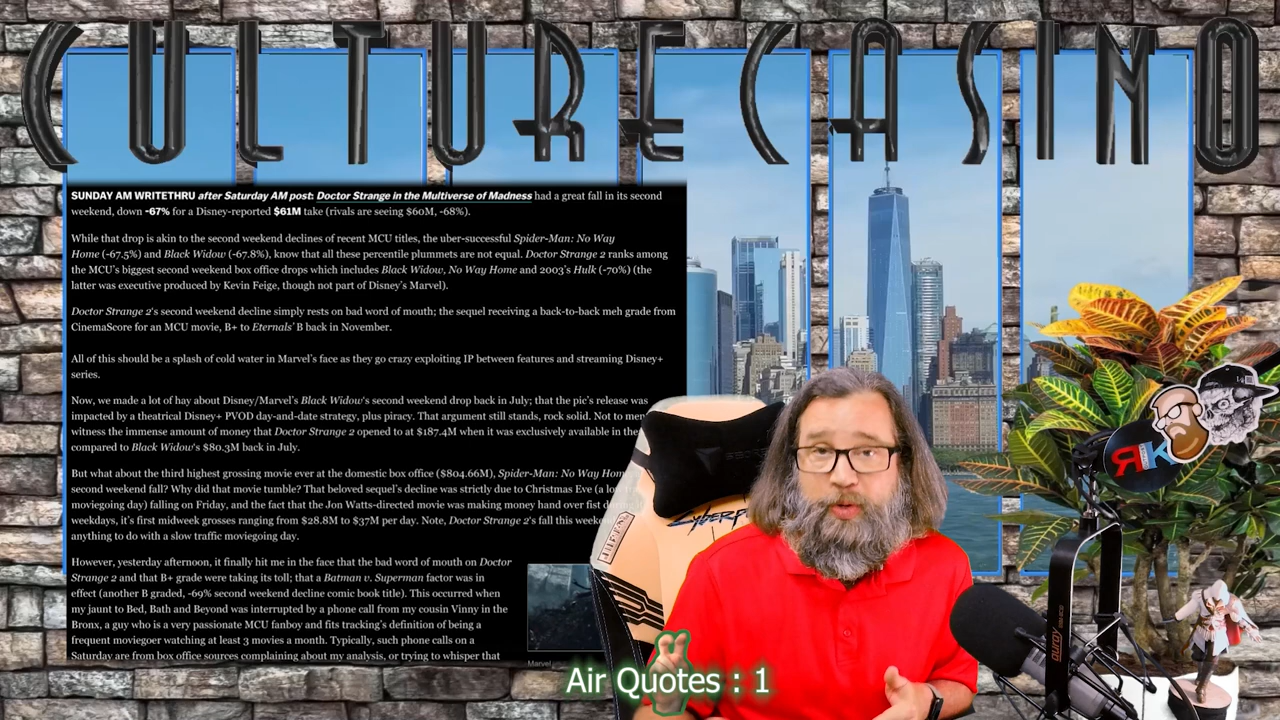 CULTURE CASINO
SUNDAY AM WRITETHRU after Saturday AM post: Doctor Strange in the Multiverse of Madness had a great fall in its second
weekend, down -67% for a Disney-reported $61M take (rivals are seeing $60M, -68%).
While that drop is akin to the second weekend declines of recent MCU titles, the uber-successful Spider-Man: No Way
Home (-67.5%) and Black Widow (-67.8%), know that all these percentile plummets are not equal. Doctor Strange 2 ranks among
the MCU's biggest second weekend box office drops which includes Black Widow, No Way Home and 2003's Hulk (-70%) (the
latter was executive produced by Kevin Feige, though not part of Disney's Marvel).
Doctor Strange 2's second weekend decline simply rests on bad word of mouth; the sequel receiving a back-to-back meh grade from
CinemaScore for an MCU movie, B+ to Eternals' B back in November.
All of this should be a splash of cold water in Marvel's face as they go crazy exploiting IP between features and streaming Disney+
series.
Now, we made a lot of hay about Disney/Marvel's Black Widow's second weekend drop back in July; that the pic's release was
impacted by a theatrical Disney+ PVOD day-and-date strategy, plus piracy. That argument still stands, rock solid. Not to
witness the immense amount of money that Doctor Strange 2 opened to at $187.4M when it was exclusively available in
compared to Black Widow's $80.3M back in July.
But what about the third highest grossing movie ever at the domestic box office ($804.66M), Spider-Man: No Way
second weekend fall? Why did that movie tumble? That beloved sequel's decline was strictly due to Christmas Eve (a
moviegoing day) falling on Friday, and the fact that the Jon Watts-directed movie was making money hand over fist
weekdays, it's first midweek grosses ranging from $28.8M to $37M per day. Note, Doctor Strange 2's fall this
anything to do with a slow traffic moviegoing day.
However, yesterday afternoon, it finally hit me in the face that the bad word of mouth on Doctor
Strange 2 and that B+ grade were taking its toll; that a Batman v. Superman factor was in
effect (another B graded, -69% second weekend decline comic book title). This occurred when
my jaunt to Bed, Bath and Beyond was interrupted by a phone call from my cousin Vinny in the
Bronx, a guy who is a very passionate MCU fanboy and fits tracking's definition of being a
frequent moviegoer watching at least 3 movies a month. Typically, such phone calls on a
Saturday are from box office sources complaining about my analysis, or trying to whisper that
Marvel
Air Quotes : 1